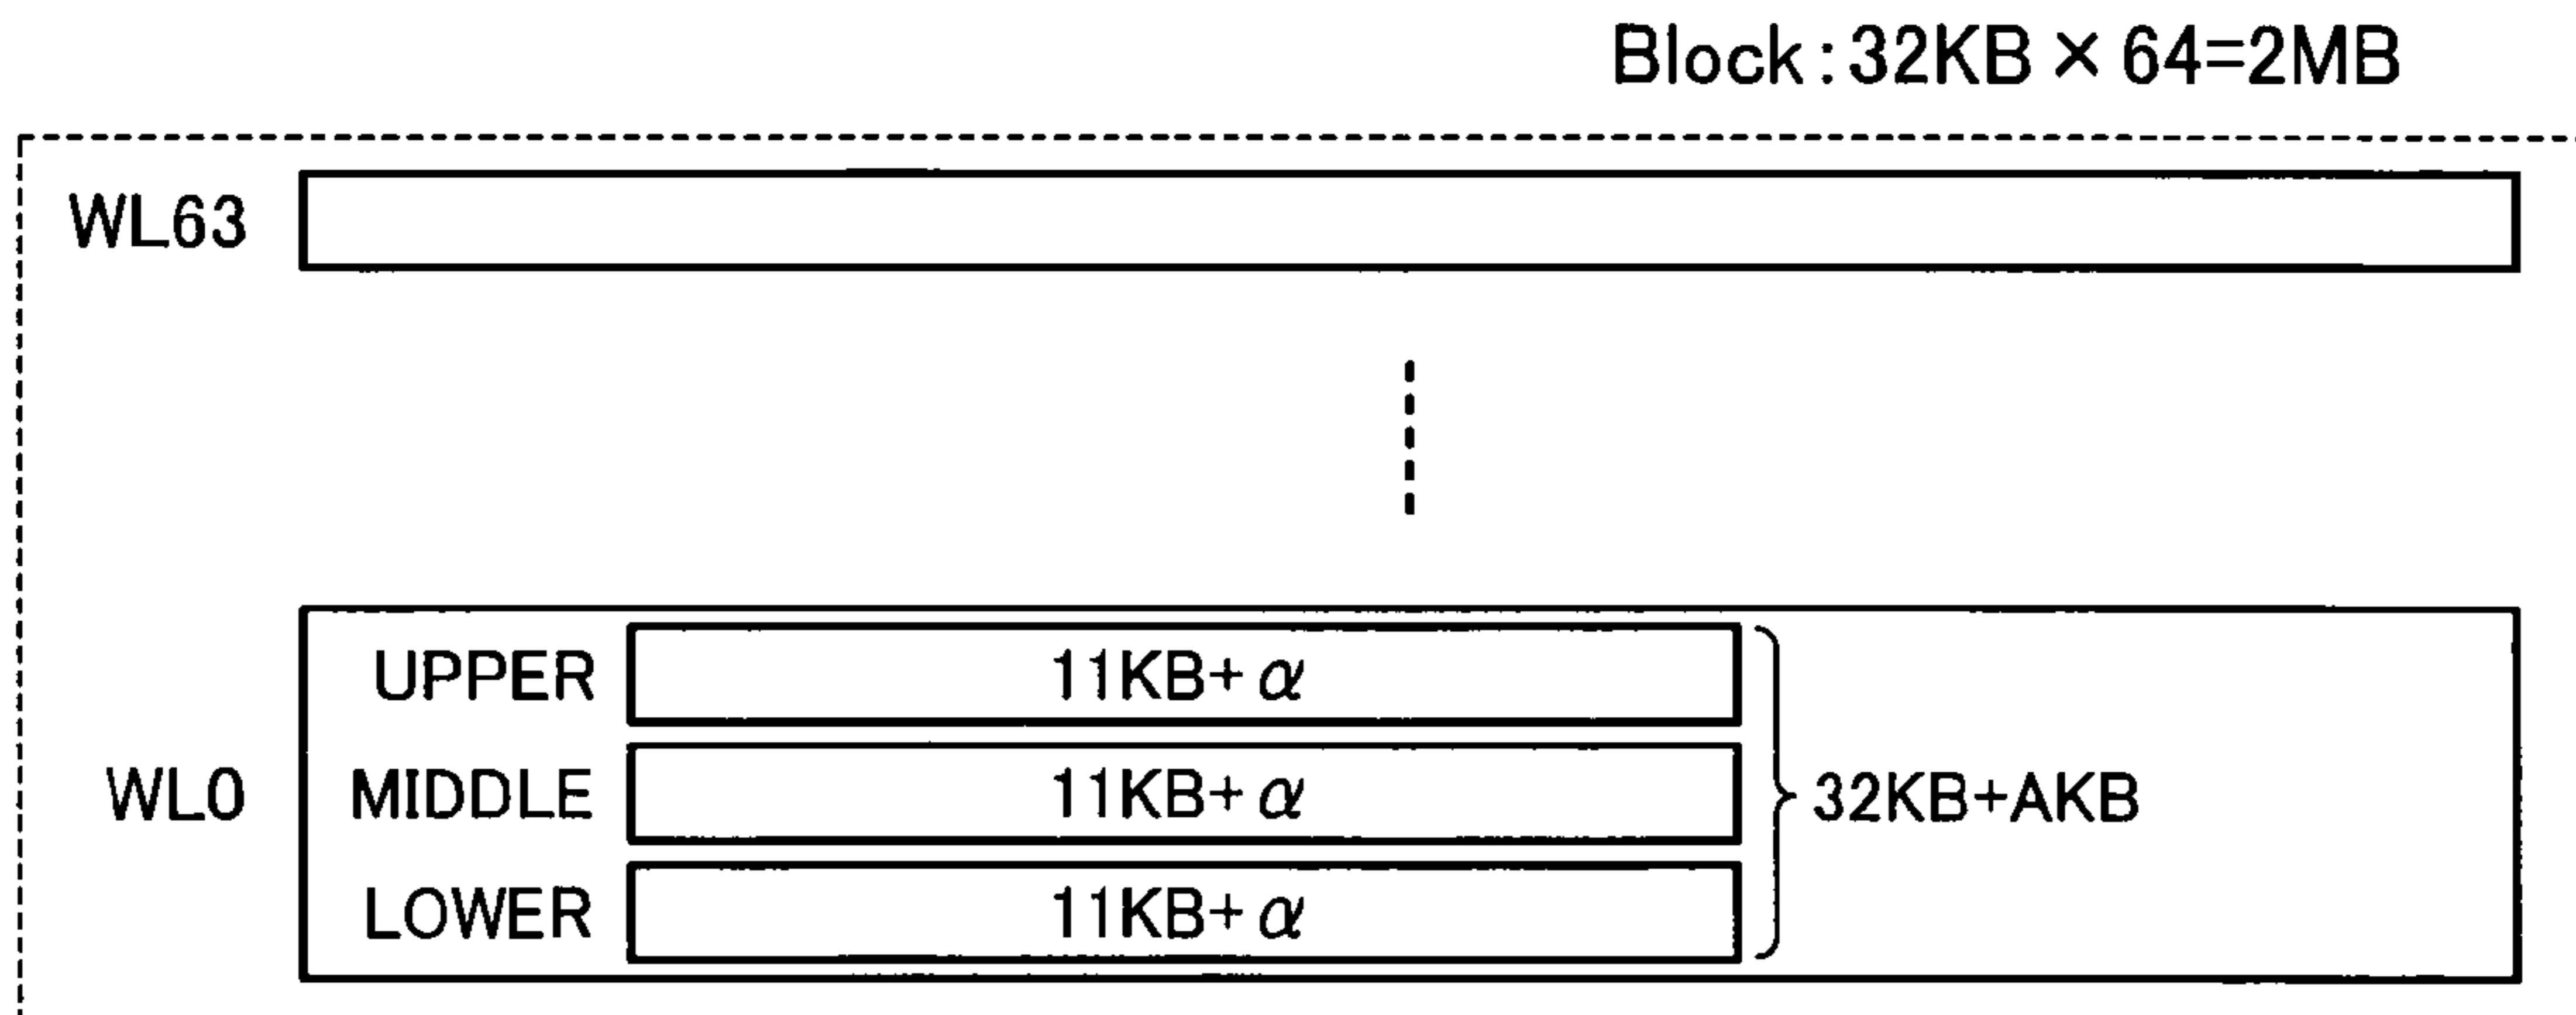 Block:32KB × 64=2MB
WL63
UPPER 11KB+α
WL0 MIDDLE 11KB+α 32KB+AKB
LOWER 11KB+α